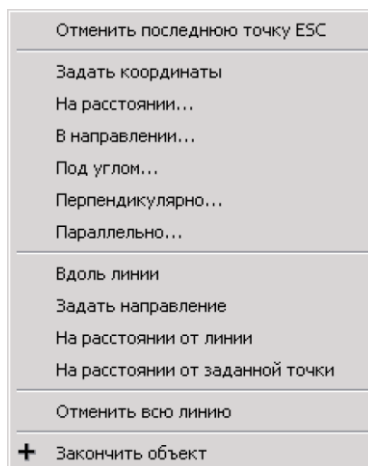 Отменить последнюю точку ESC
Задать координаты
На расстоянии...
В направлении...
Под углом...
Перпендикулярно...
Параллельно...
Вдоль линии
Задать направление
На расстоянии от линии
На расстоянии от заданной точки
Отменить всю линию
Закончить объект